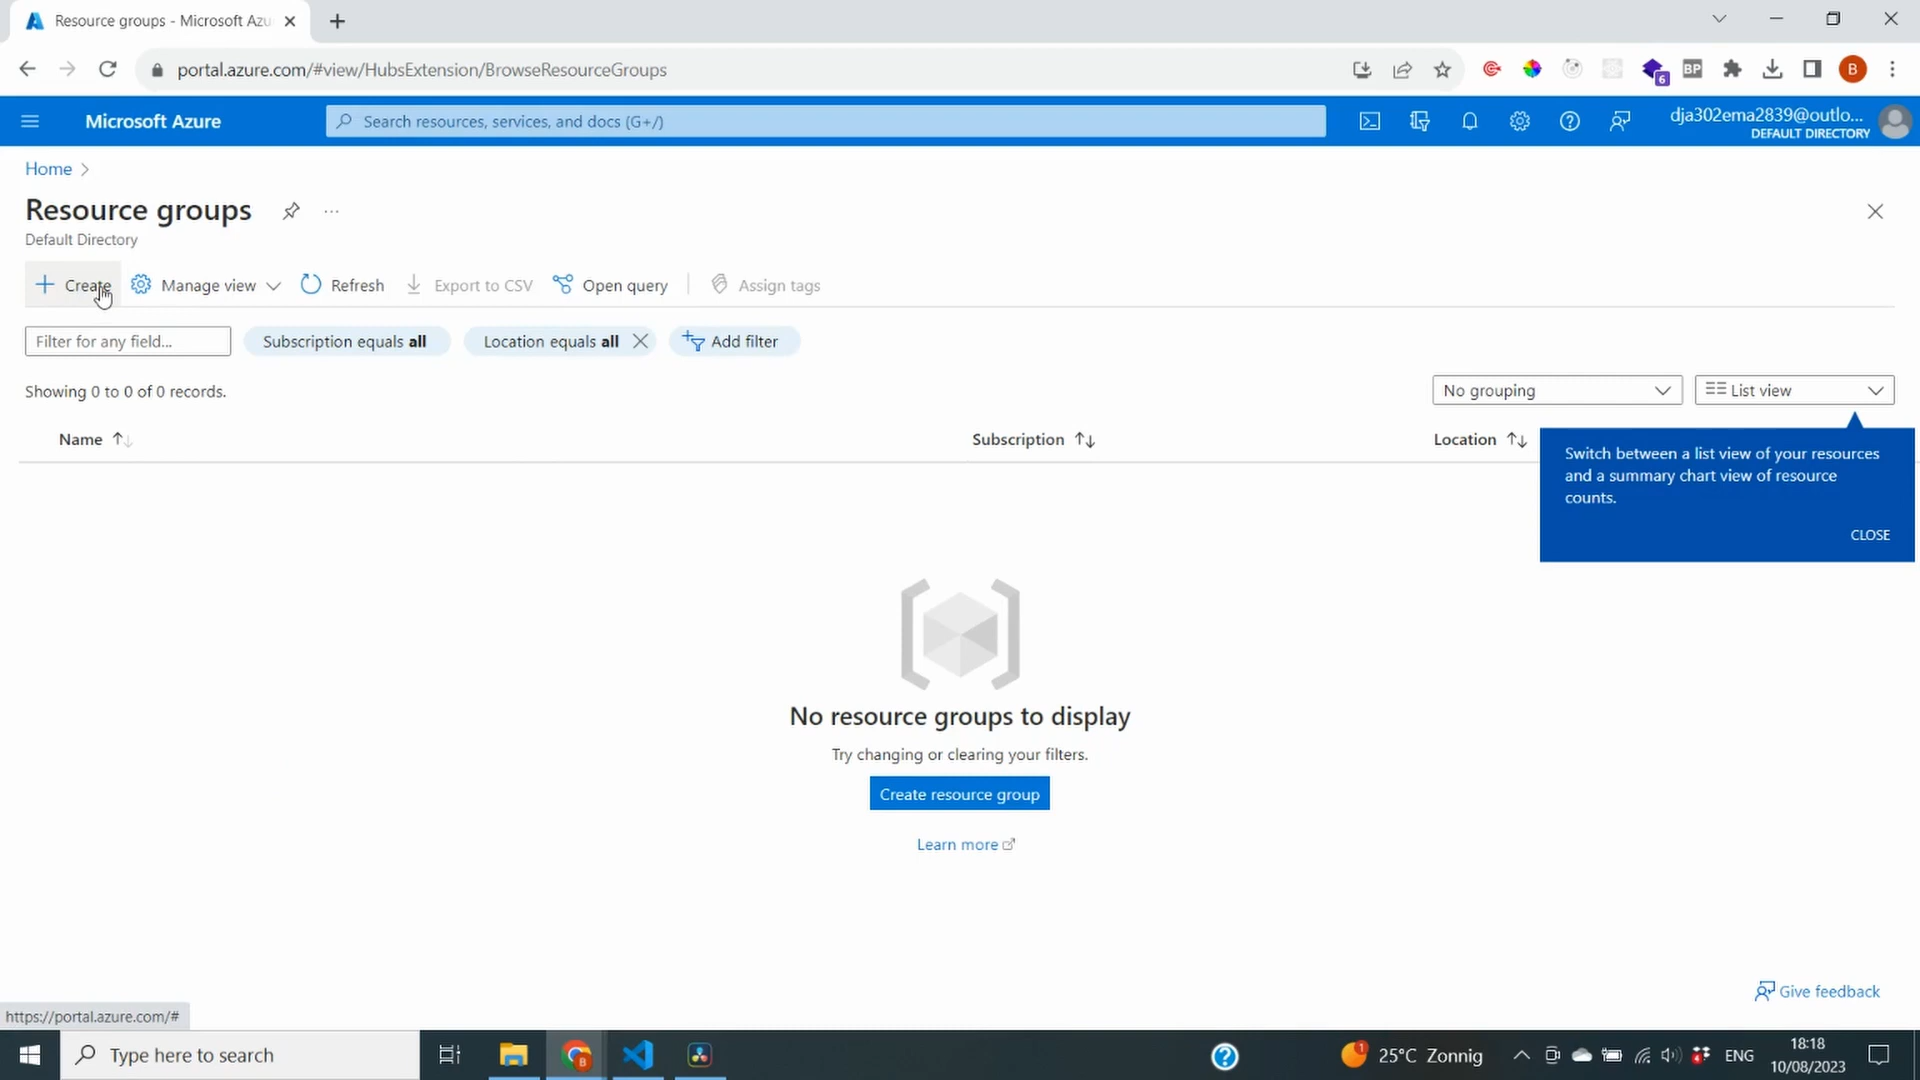 Resource groups - Microsoft Azu
portal.azure.com/#view/HubsExtension/BrowseResourceGroups
6
BP
B
Microsoft Azure
Search resources, services, and docs (G+/)
dja302ema2839@outlo...
DEFAULT DIRECTORY
Home
Resource groups
Default Directory
Create
Manage view
Refresh
Export to CSV
Open query
Assign tags
Filter for any field...
Subscription equals all
Location equals all
Add filter
Showing 0 to 0 of 0 records.
No grouping
List view
Name
Subscription
Location
Switch between a list view of your resources
and a summary chart view of resource
counts.
CLOSE
No resource groups to display
Try changing or clearing your filters.
Create resource group
Learn more
Give feedback
https://portal.azure.com/#
Type here to search
B
1
25°C Zonnig
ENG
18:18
10/08/2023